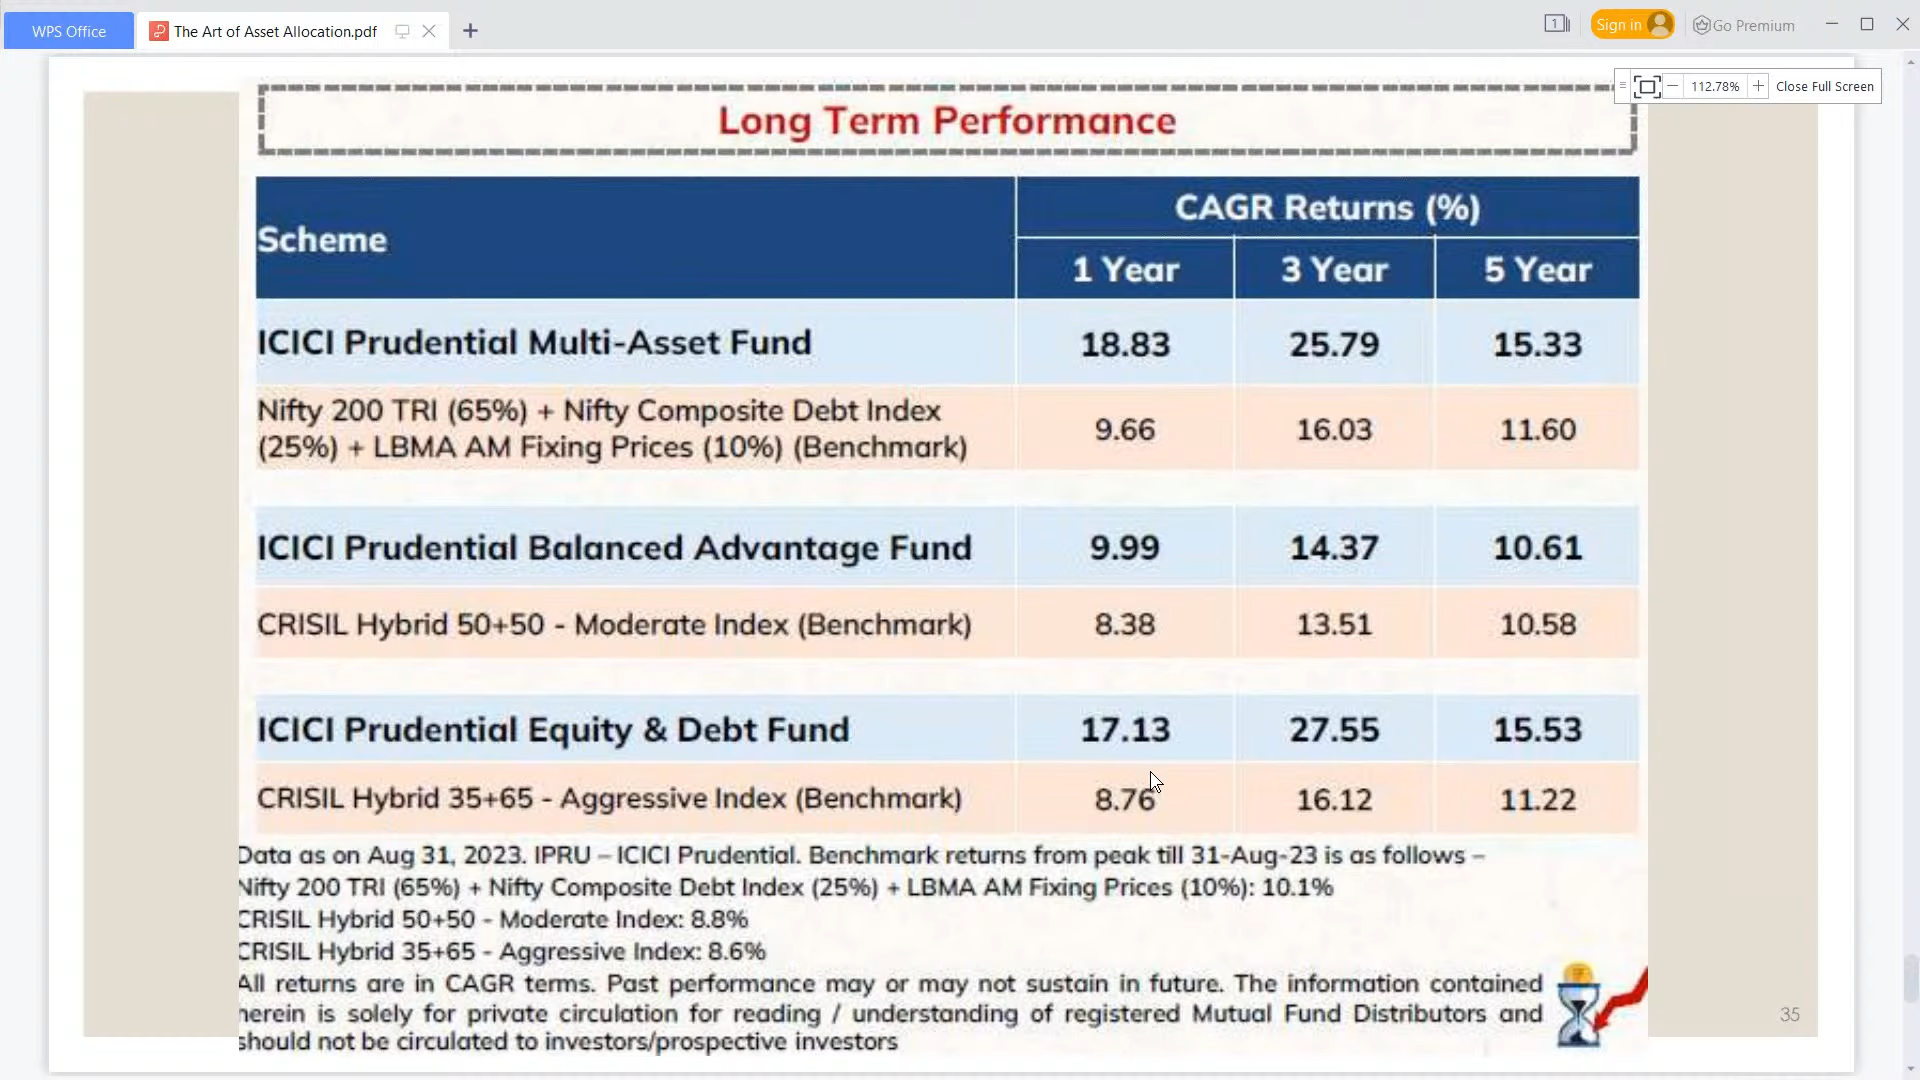 WPS Office
The Art of Asset Allocation.pdf
1
Sign in
Go Premium
112.78%
Close Full Screen
Long Term Performance
Scheme
CAGR Returns (%)
1 Year 3 Year 5 Year
ICICI Prudential Multi-Asset Fund 18.83 25.79 15.33
Nifty 200 TRI (65%) + Nifty Composite Debt Index
(25%) + LBMA AM Fixing Prices (10%) (Benchmark) 9.66 16.03 11.60
ICICI Prudential Balanced Advantage Fund 9.99 14.37 10.61
CRISIL Hybrid 50+50 - Moderate Index (Benchmark) 8.38 13.51 10.58
ICICI Prudential Equity & Debt Fund 17.13 27.55 15.53
CRISIL Hybrid 35+65 - Aggressive Index (Benchmark) 8.76 16.12 11.22
Data as on Aug 31, 2023. IPRU – ICICI Prudential. Benchmark returns from peak till 31-Aug-23 is as follows –
Nifty 200 TRI (65%) + Nifty Composite Debt Index (25%) + LBMA AM Fixing Prices (10%): 10.1%
CRISIL Hybrid 50+50 - Moderate Index: 8.8%
CRISIL Hybrid 35+65 - Aggressive Index: 8.6%
All returns are in CAGR terms. Past performance may or may not sustain in future. The information contained
herein is solely for private circulation for reading / understanding of registered Mutual Fund Distributors and
should not be circulated to investors/prospective investors
35